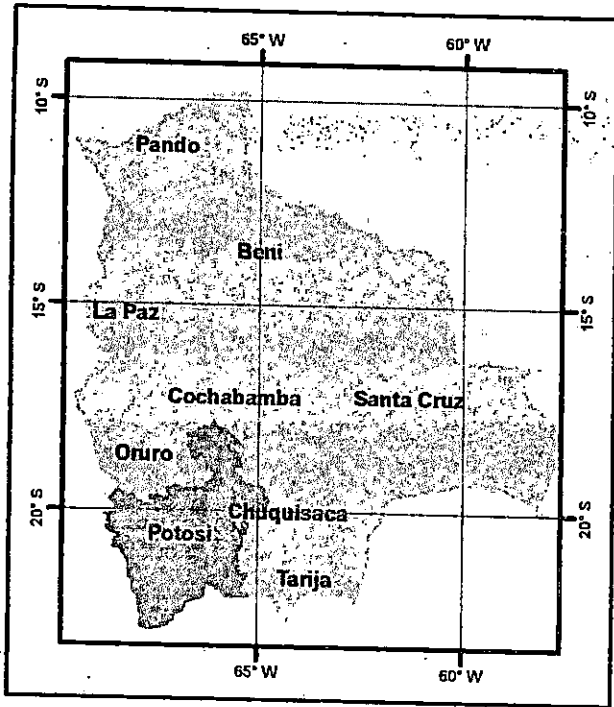 65° W 60° W
10° S 10° S
Pando
Beni
15° S 15° S
La Paz
Cochabamba Santa Cruz
Oruro
20° S 20° S
Chuquisaca
Potosi
Tarija
65° W 60° W